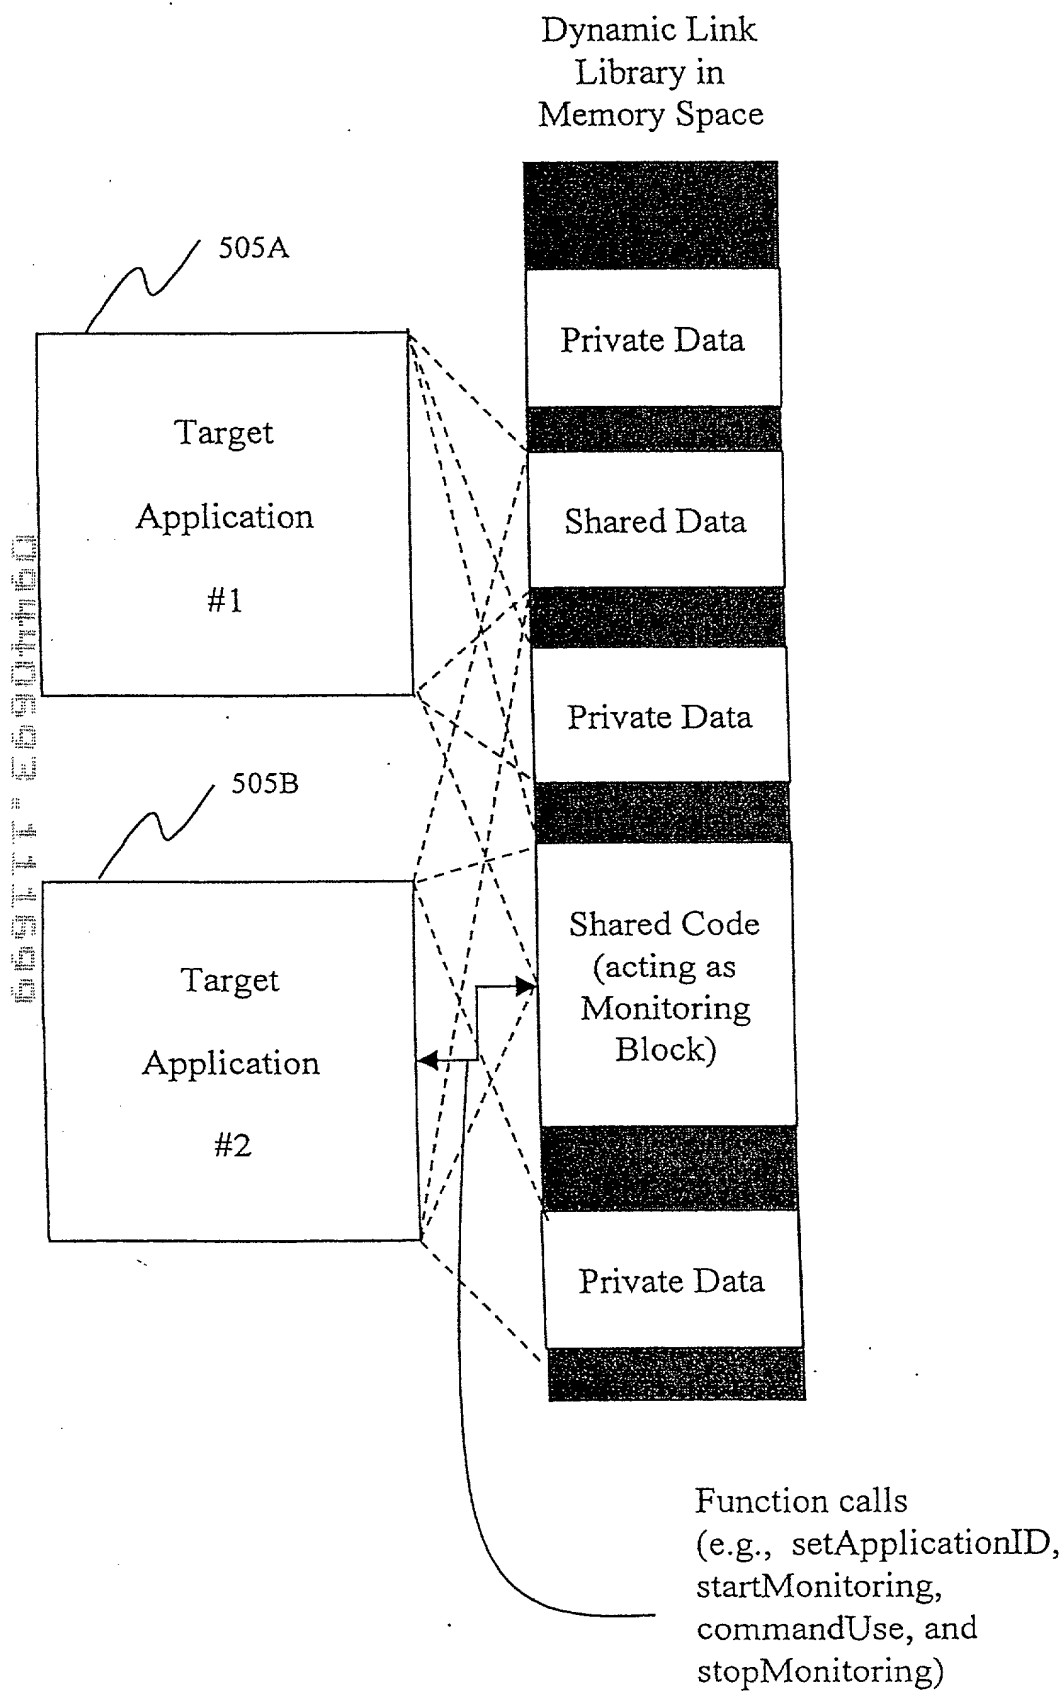 Dynamic Link
Library in
Memory Space
505A
Private Data
Target
Application
#1
Shared Data
Private Data
505B
Target
Application
#2
Shared Code
(acting as
Monitoring
Block)
Private Data
Function calls
(e.g., setApplicationID,
startMonitoring,
commandUse, and
stopMonitoring)